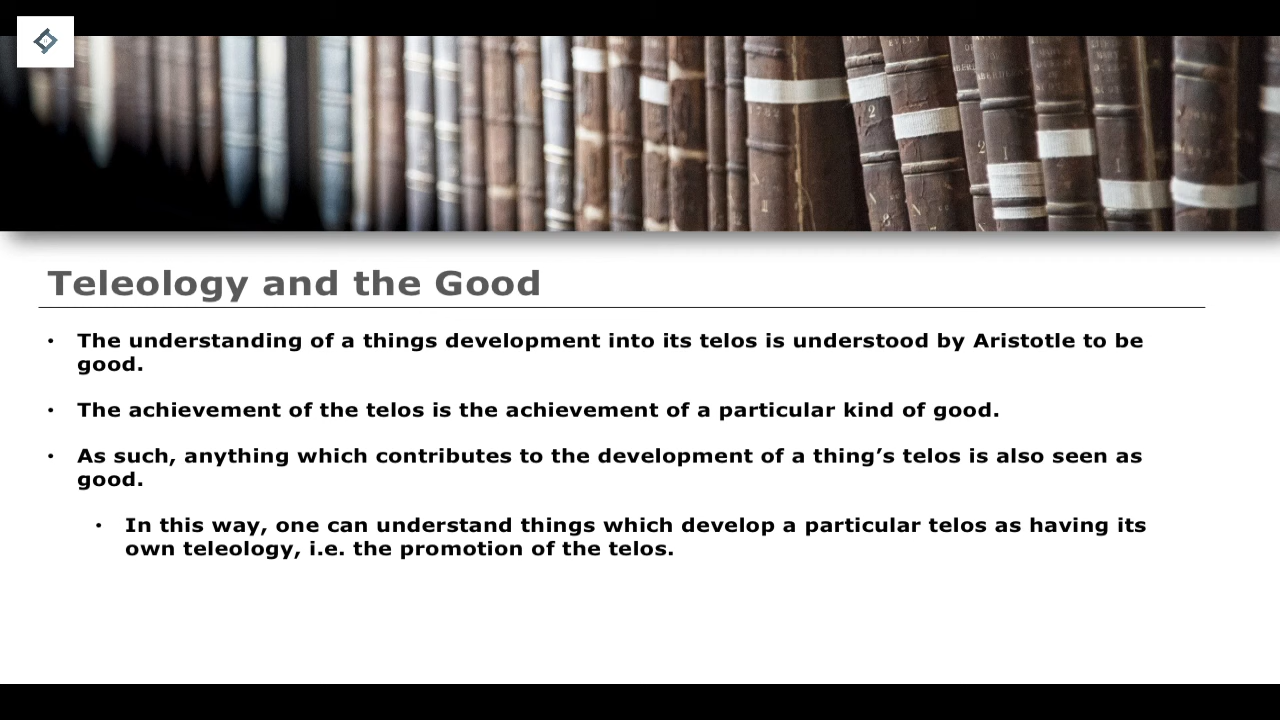 Teleology and the Good
• The understanding of a things development into its telos is understood by Aristotle to be
good.
• The achievement of the telos is the achievement of a particular kind of good.
• As such, anything which contributes to the development of a thing’s telos is also seen as
good.
• In this way, one can understand things which develop a particular telos as having its
own teleology, i.e. the promotion of the telos.